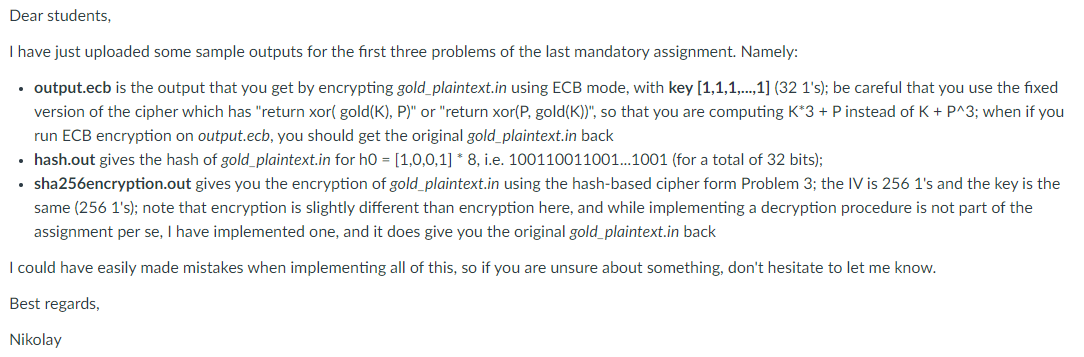 Dear students,
I have just uploaded some sample outputs for the first three problems of the last mandatory assignment. Namely:
• output.ecb is the output that you get by encrypting gold_plaintext.in using ECB mode, with key [1,1,1,...,1] (32 1's); be careful that you use the fixed
version of the cipher which has "return xor( gold(K), P)" or "return xor(P, gold(K))", so that you are computing K*3 + P instead of K + P^3; when if you
run ECB encryption on output.ecb, you should get the original gold_plaintext.in back
• hash.out gives the hash of gold_plaintext.in for h0 = [1,0,0,1] * 8, i.e. 100110011001...1001 (for a total of 32 bits);
• sha256encryption.out gives you the encryption of gold_plaintext.in using the hash-based cipher form Problem 3; the IV is 256 1's and the key is the
same (256 1's); note that encryption is slightly different than encryption here, and while implementing a decryption procedure is not part of the
assignment per se, I have implemented one, and it does give you the original gold_plaintext.in back
I could have easily made mistakes when implementing all of this, so if you are unsure about something, don't hesitate to let me know.
Best regards,
Nikolay